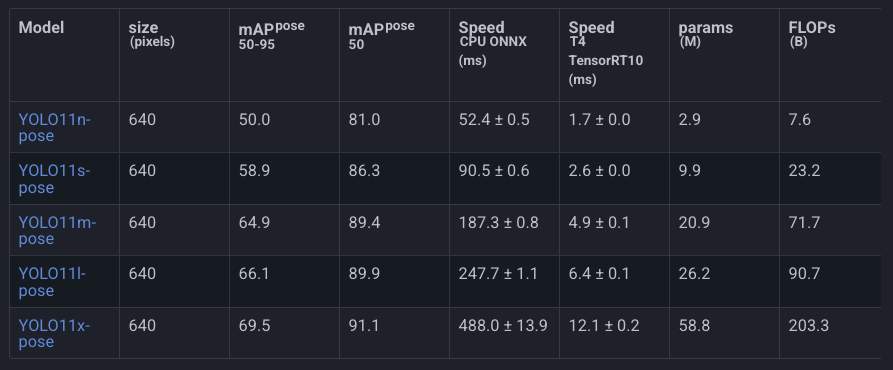 Model size (pixels) mAPpose 50-95 mAPpose 50 Speed CPU ONNX (ms) Speed T4 TensorRT10 (ms) params (M) FLOPs (B)
YOLO11n-pose 640 50.0 81.0 52.4 ± 0.5 1.7 ± 0.0 2.9 7.6
YOLO11s-pose 640 58.9 86.3 90.5 ± 0.6 2.6 ± 0.0 9.9 23.2
YOLO11m-pose 640 64.9 89.4 187.3 ± 0.8 4.9 ± 0.1 20.9 71.7
YOLO11l-pose 640 66.1 89.9 247.7 ± 1.1 6.4 ± 0.1 26.2 90.7
YOLO11x-pose 640 69.5 91.1 488.0 ± 13.9 12.1 ± 0.2 58.8 203.3